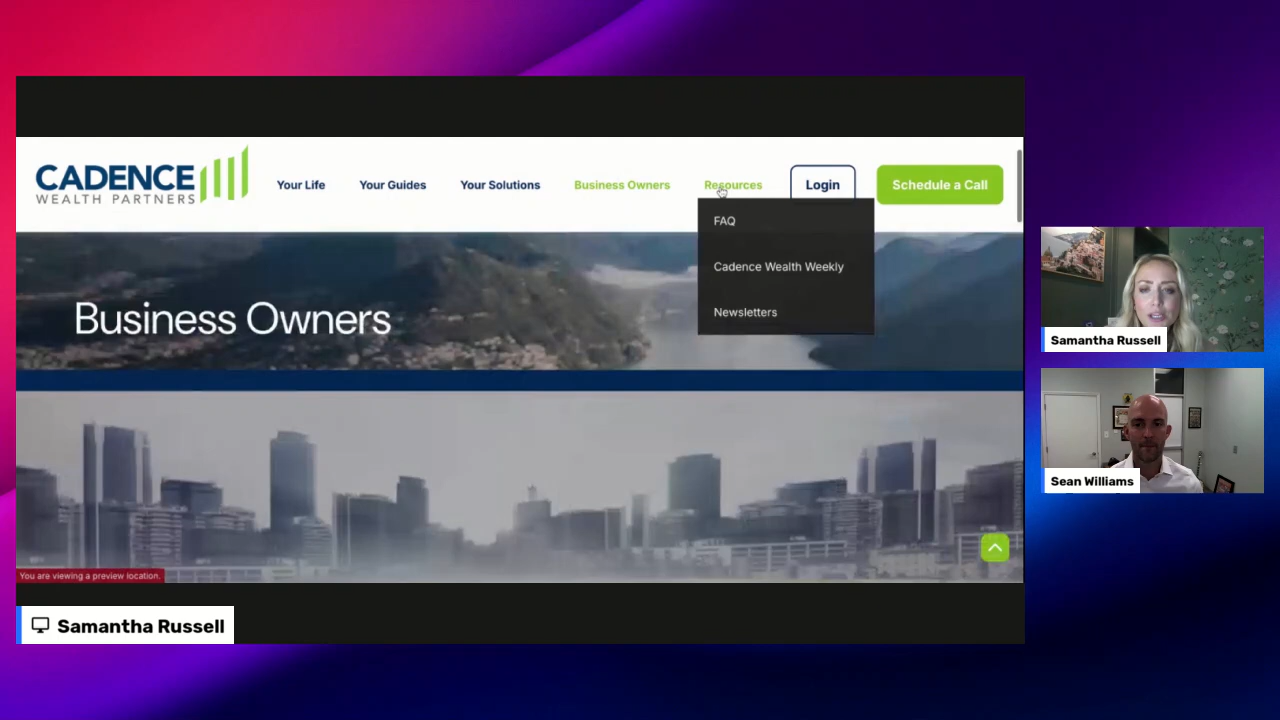 CADENCE
WEALTH PARTNERS
Your Life
Your Guides
Your Solutions
Business Owners
Resources
Login
Schedule a Call
FAQ
Cadence Wealth Weekly
Newsletters
Business Owners
You are viewing a preview location.
Samantha Russell
Samantha Russell
Sean Williams